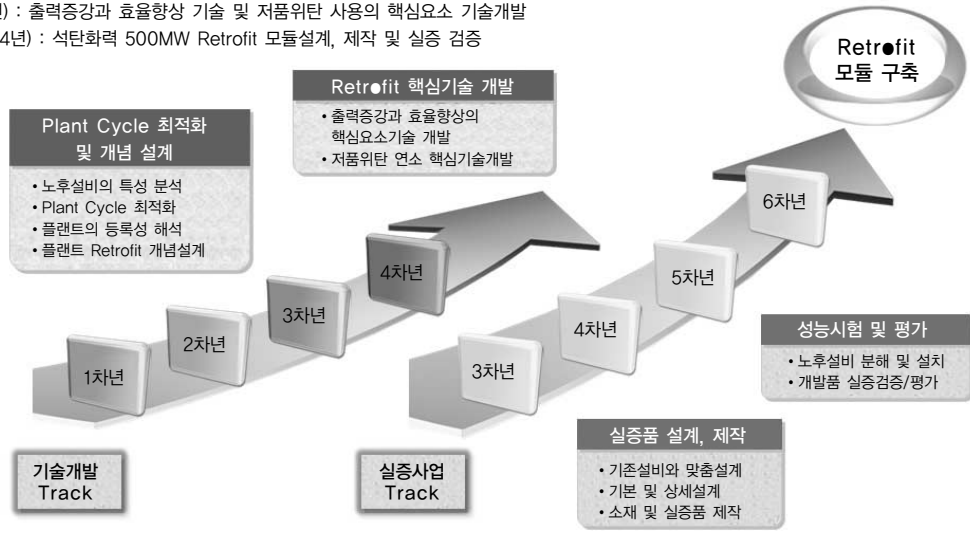 ) : 출력증강과 효율향상 기술 및 저품위탄 사용의 핵심요소 기술개발
4년) : 석탄화력 500MW Retrofit 모듈설계, 제작 및 실증 검증
Retrofit
모듈 구축
Retrofit 핵심기술 개발
• 출력증강과 효율향상의
핵심요소기술 개발
• 저품위탄 연소 핵심기술개발
Plant Cycle 최적화
및 개념 설계
• 노후설비의 특성 분석
• Plant Cycle 최적화
• 플랜트의 등록성 해석
• 플랜트 Retrofit 개념설계
1차년
2차년
3차년
4차년
3차년
4차년
5차년
6차년
성능시험 및 평가
• 노후설비 분해 및 설치
• 개발품 실증검증/평가
실증품 설계, 제작
• 기존설비와 맞춤설계
• 기본 및 상세설계
• 소재 및 실증품 제작
기술개발
Track
실증사업
Track